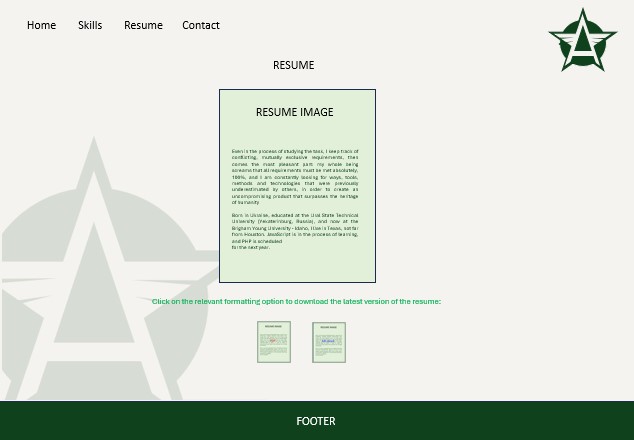 Home Skills Resume Contact
RESUME
RESUME IMAGE
Even in the process of studying the task, I keep track of
conflicting, mutually exclusive requirements, then
comes the most pleasant part: my whole being
screams that all requirements must be met absolutely,
100%, and I am constantly looking for ways, tools,
methods and technologies that were previously
underestimated by others, in order to create an
uncompromising product that surpasses the heritage
of humanity
Born in Ukraine, educated at the Ural State Technical
University (Yekaterinburg, Russia), and now at the
Brigham Young University - Idaho, I live in Texas, not far
from Houston. JavaScript is in the process of learning,
and PHP is scheduled
for the next year.
Click on the relevant formatting option to download the latest version of the resume:
RESUME IMAGE
RESUME IMAGE
FOOTER